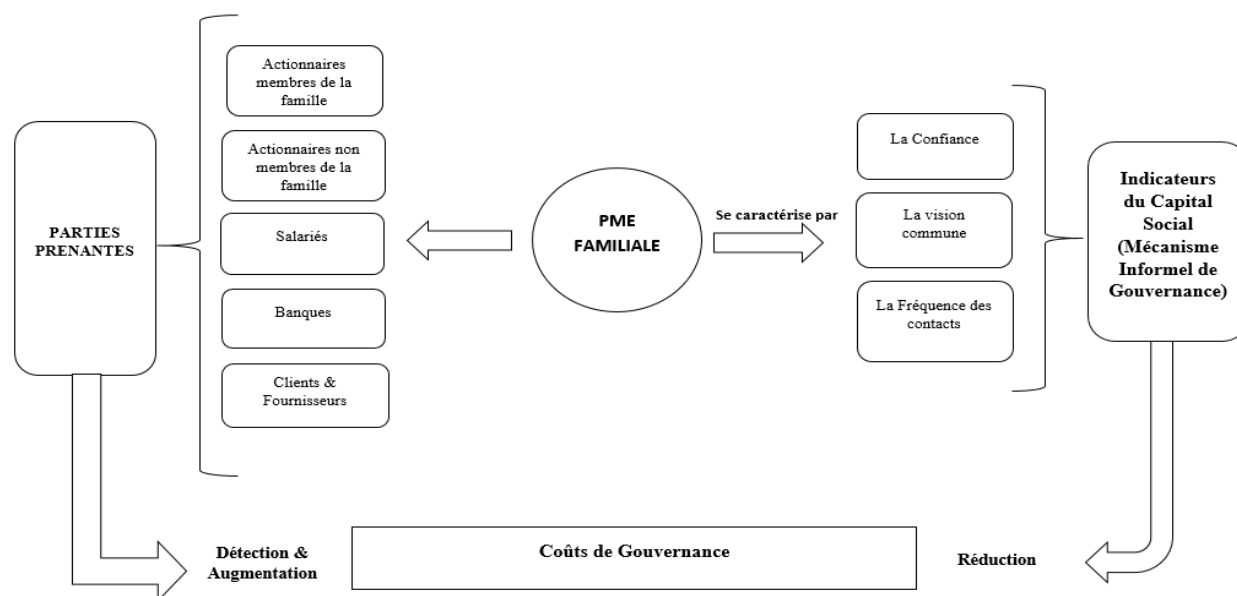 PARTIES
PRENANTES
Actionnaires
membres de la
famille
Actionnaires non
membres de la
famille
Salariés
Banques
Clients &
Fournisseurs
PME
FAMILIALE
Se caractérise par
La Confiance
La vision
commune
La Fréquence des
contacts
Indicateurs
du Capital
Social
(Mécanisme
Informel de
Gouvernance)
Détection &
Augmentation
Coûts de Gouvernance
Réduction